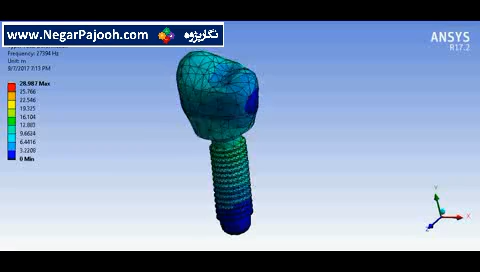 www.NegarPajooh.com نگارپژوه
ANSYS
R17.2
Frequency: 27394 Hz
Unit: m
9/7/2017 7:13 PM
28.987 Max
25.766
22.546
19.325
16.104
12.883
9.6624
6.4416
3.2208
0 Min
Y
X
Z